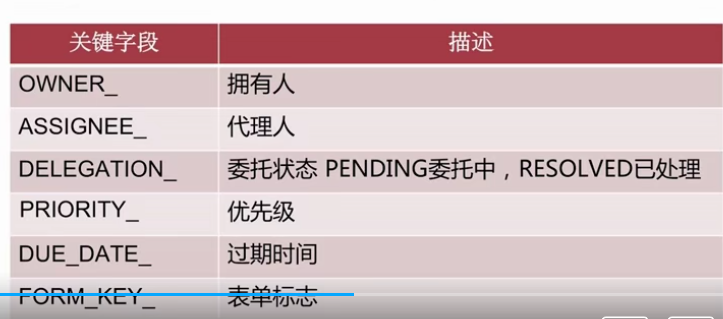 关键字段 描述
OWNER_ 拥有人
ASSIGNEE_ 代理人
DELEGATION_ 委托状态 PENDING委托中，RESOLVED已处理
PRIORITY_ 优先级
DUE_DATE_ 过期时间
FORM_KEY_ 表单标志